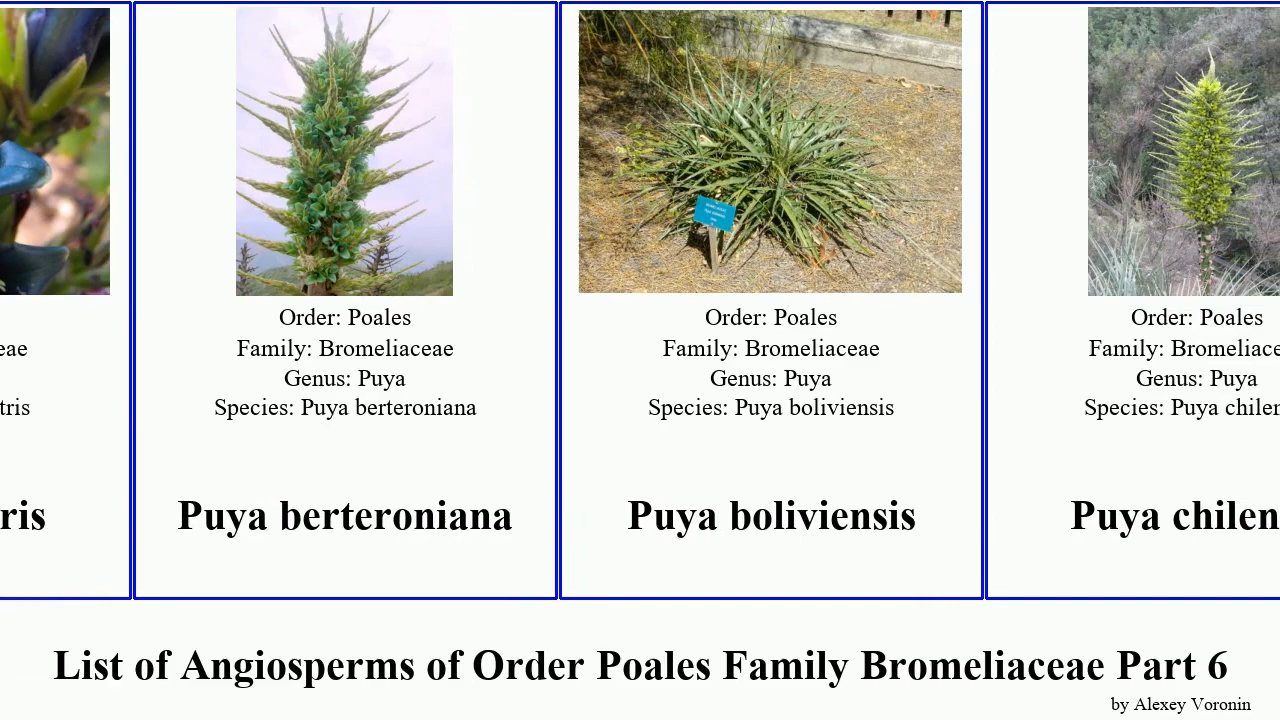 eae
tris
ris
Order: Poales
Family: Bromeliaceae
Genus: Puya
Species: Puya berteroniana
Puya berteroniana
Order: Poales
Family: Bromeliaceae
Genus: Puya
Species: Puya boliviensis
Puya boliviensis
Order: Poales
Family: Bromeliace
Genus: Puya
Species: Puya chilen
Puya chilen
List of Angiosperms of Order Poales Family Bromeliaceae Part 6
by Alexey Voronin